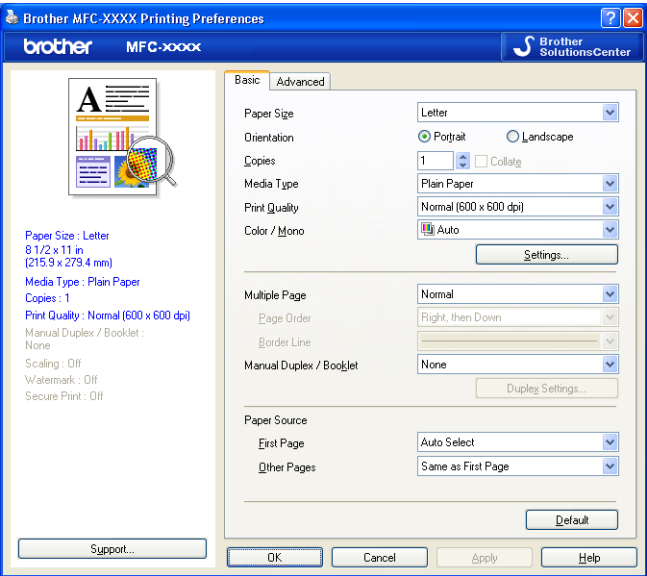 Brother MFC-XXXX Printing Preferences
brother MFC-xxxx
Brother
SolutionsCenter
A
Paper Size : Letter
8 1/2 x 11 in
(215.9 x 279.4 mm)
Media Type : Plain Paper
Copies : 1
Print Quality : Normal (600 x 600 dpi)
Manual Duplex / Booklet :
None
Scaling : Off
Watermark : Off
Secure Print : Off
Support...
Basic Advanced
Paper Size Letter
Orientation Portrait Landscape
Copies 1 Collate
Media Type Plain Paper
Print Quality Normal (600 x 600 dpi)
Color / Mono Auto
Settings...
Multiple Page Normal
Page Order Right, then Down
Border Line
Manual Duplex / Booklet None
Duplex Settings...
Paper Source
First Page Auto Select
Other Pages Same as First Page
Default
OK Cancel Apply Help